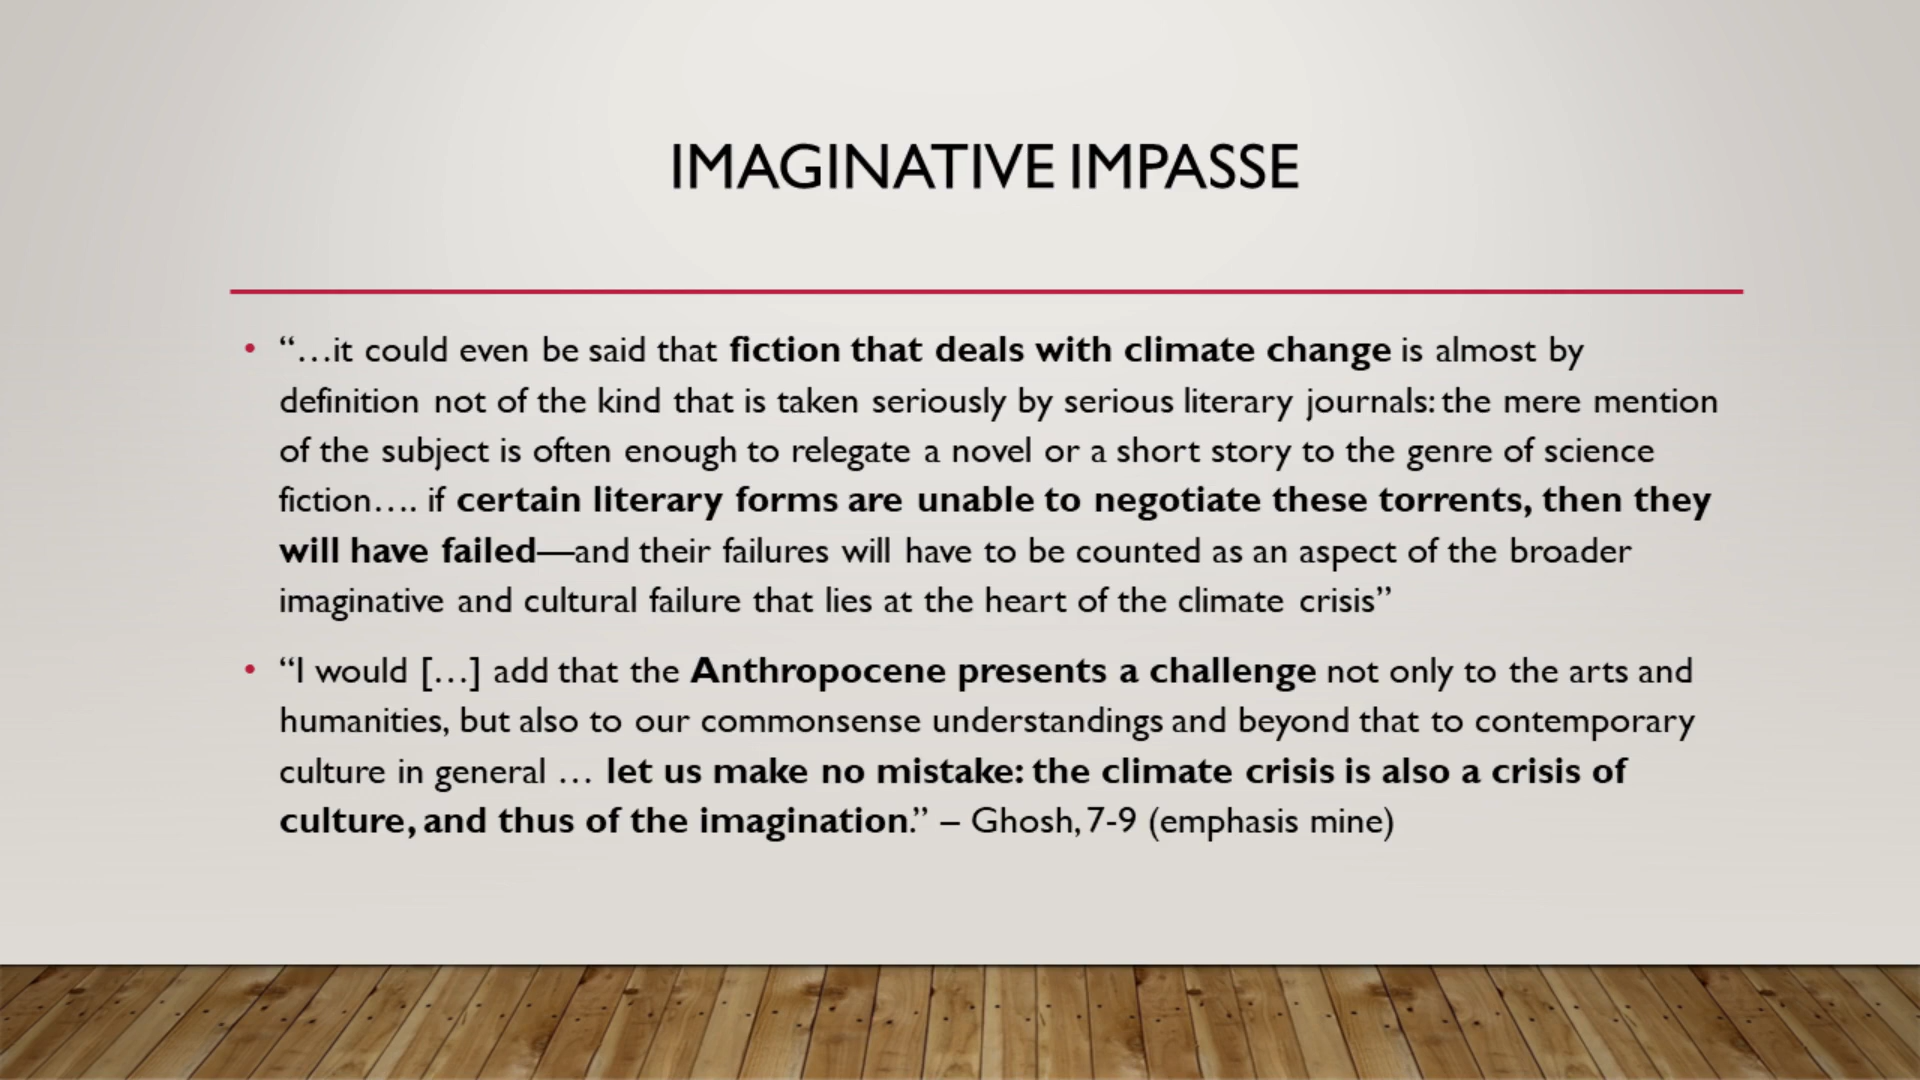 IMAGINATIVE IMPASSE
• “…it could even be said that fiction that deals with climate change is almost by
definition not of the kind that is taken seriously by serious literary journals: the mere mention
of the subject is often enough to relegate a novel or a short story to the genre of science
fiction…. if certain literary forms are unable to negotiate these torrents, then they
will have failed—and their failures will have to be counted as an aspect of the broader
imaginative and cultural failure that lies at the heart of the climate crisis”
• “I would […] add that the Anthropocene presents a challenge not only to the arts and
humanities, but also to our commonsense understandings and beyond that to contemporary
culture in general … let us make no mistake: the climate crisis is also a crisis of
culture, and thus of the imagination.” – Ghosh, 7-9 (emphasis mine)